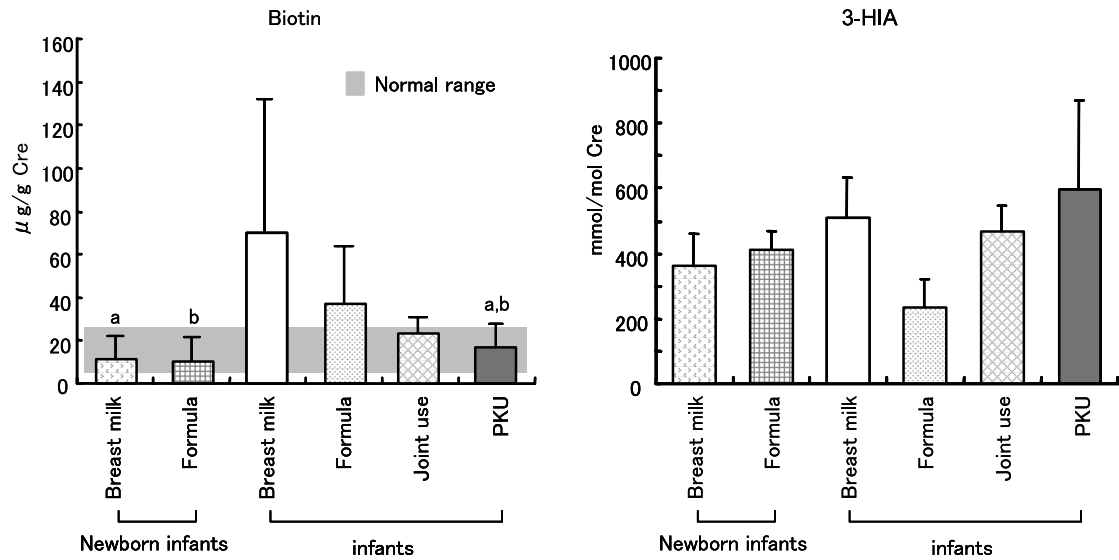 Biotin
160
140
120
100
80
60
40
20
0
μg/g Cre
Normal range
a
b
a,b
Breast milk
Formula
Breast milk
Formula
Joint use
PKU
Newborn infants
infants
3-HIA
1000
800
600
400
200
0
mmol/mol Cre
Breast milk
Formula
Breast milk
Formula
Joint use
PKU
Newborn infants
infants